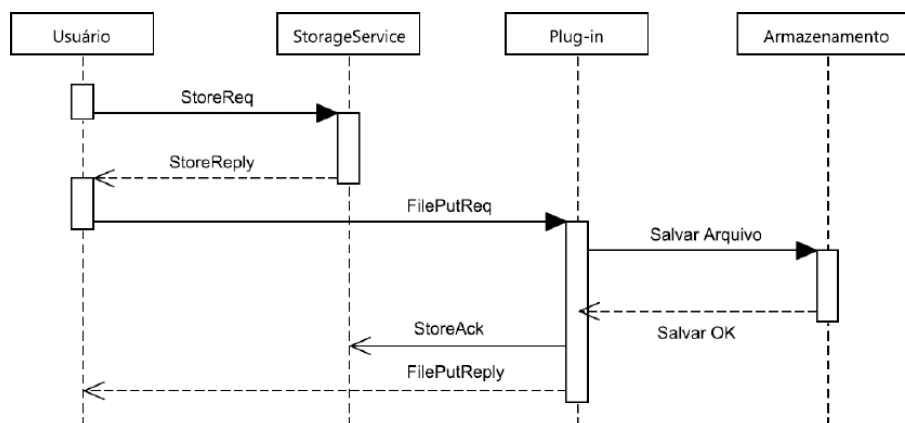 Usuário
StorageService
Plug-in
Armazenamento
StoreReq
StoreReply
FilePutReq
Salvar Arquivo
StoreAck
Salvar OK
FilePutReply